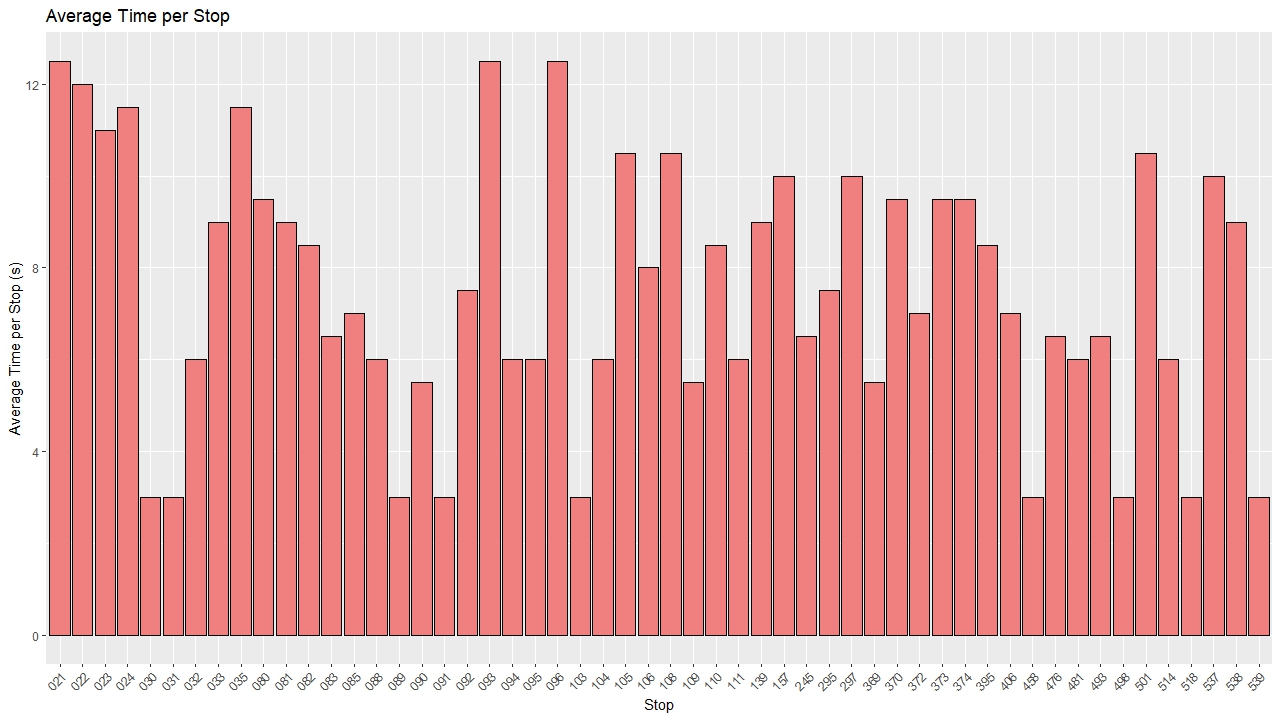 Average Time per Stop
Average Time per Stop (s)
12
8
4
0
021 022 023 024 030 031 032 033 035 080 081 082 083 085 088 089 090 091 092 093 094 095 096 103 104 105 106 108 109 110 111 139 157 245 295 297 369 370 372 373 374 395 406 458 476 481 493 498 501 514 518 537 538 539
Stop